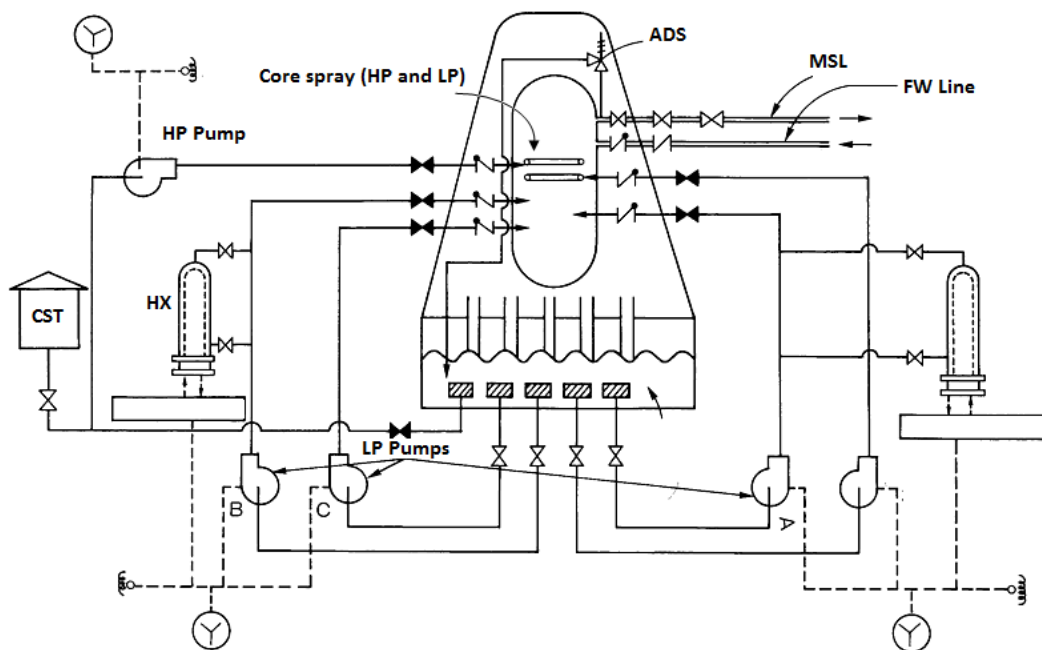 ADS
MSL
Core spray (HP and LP)
FW Line
HP Pump
HX
CST
LP Pumps
B
C
A